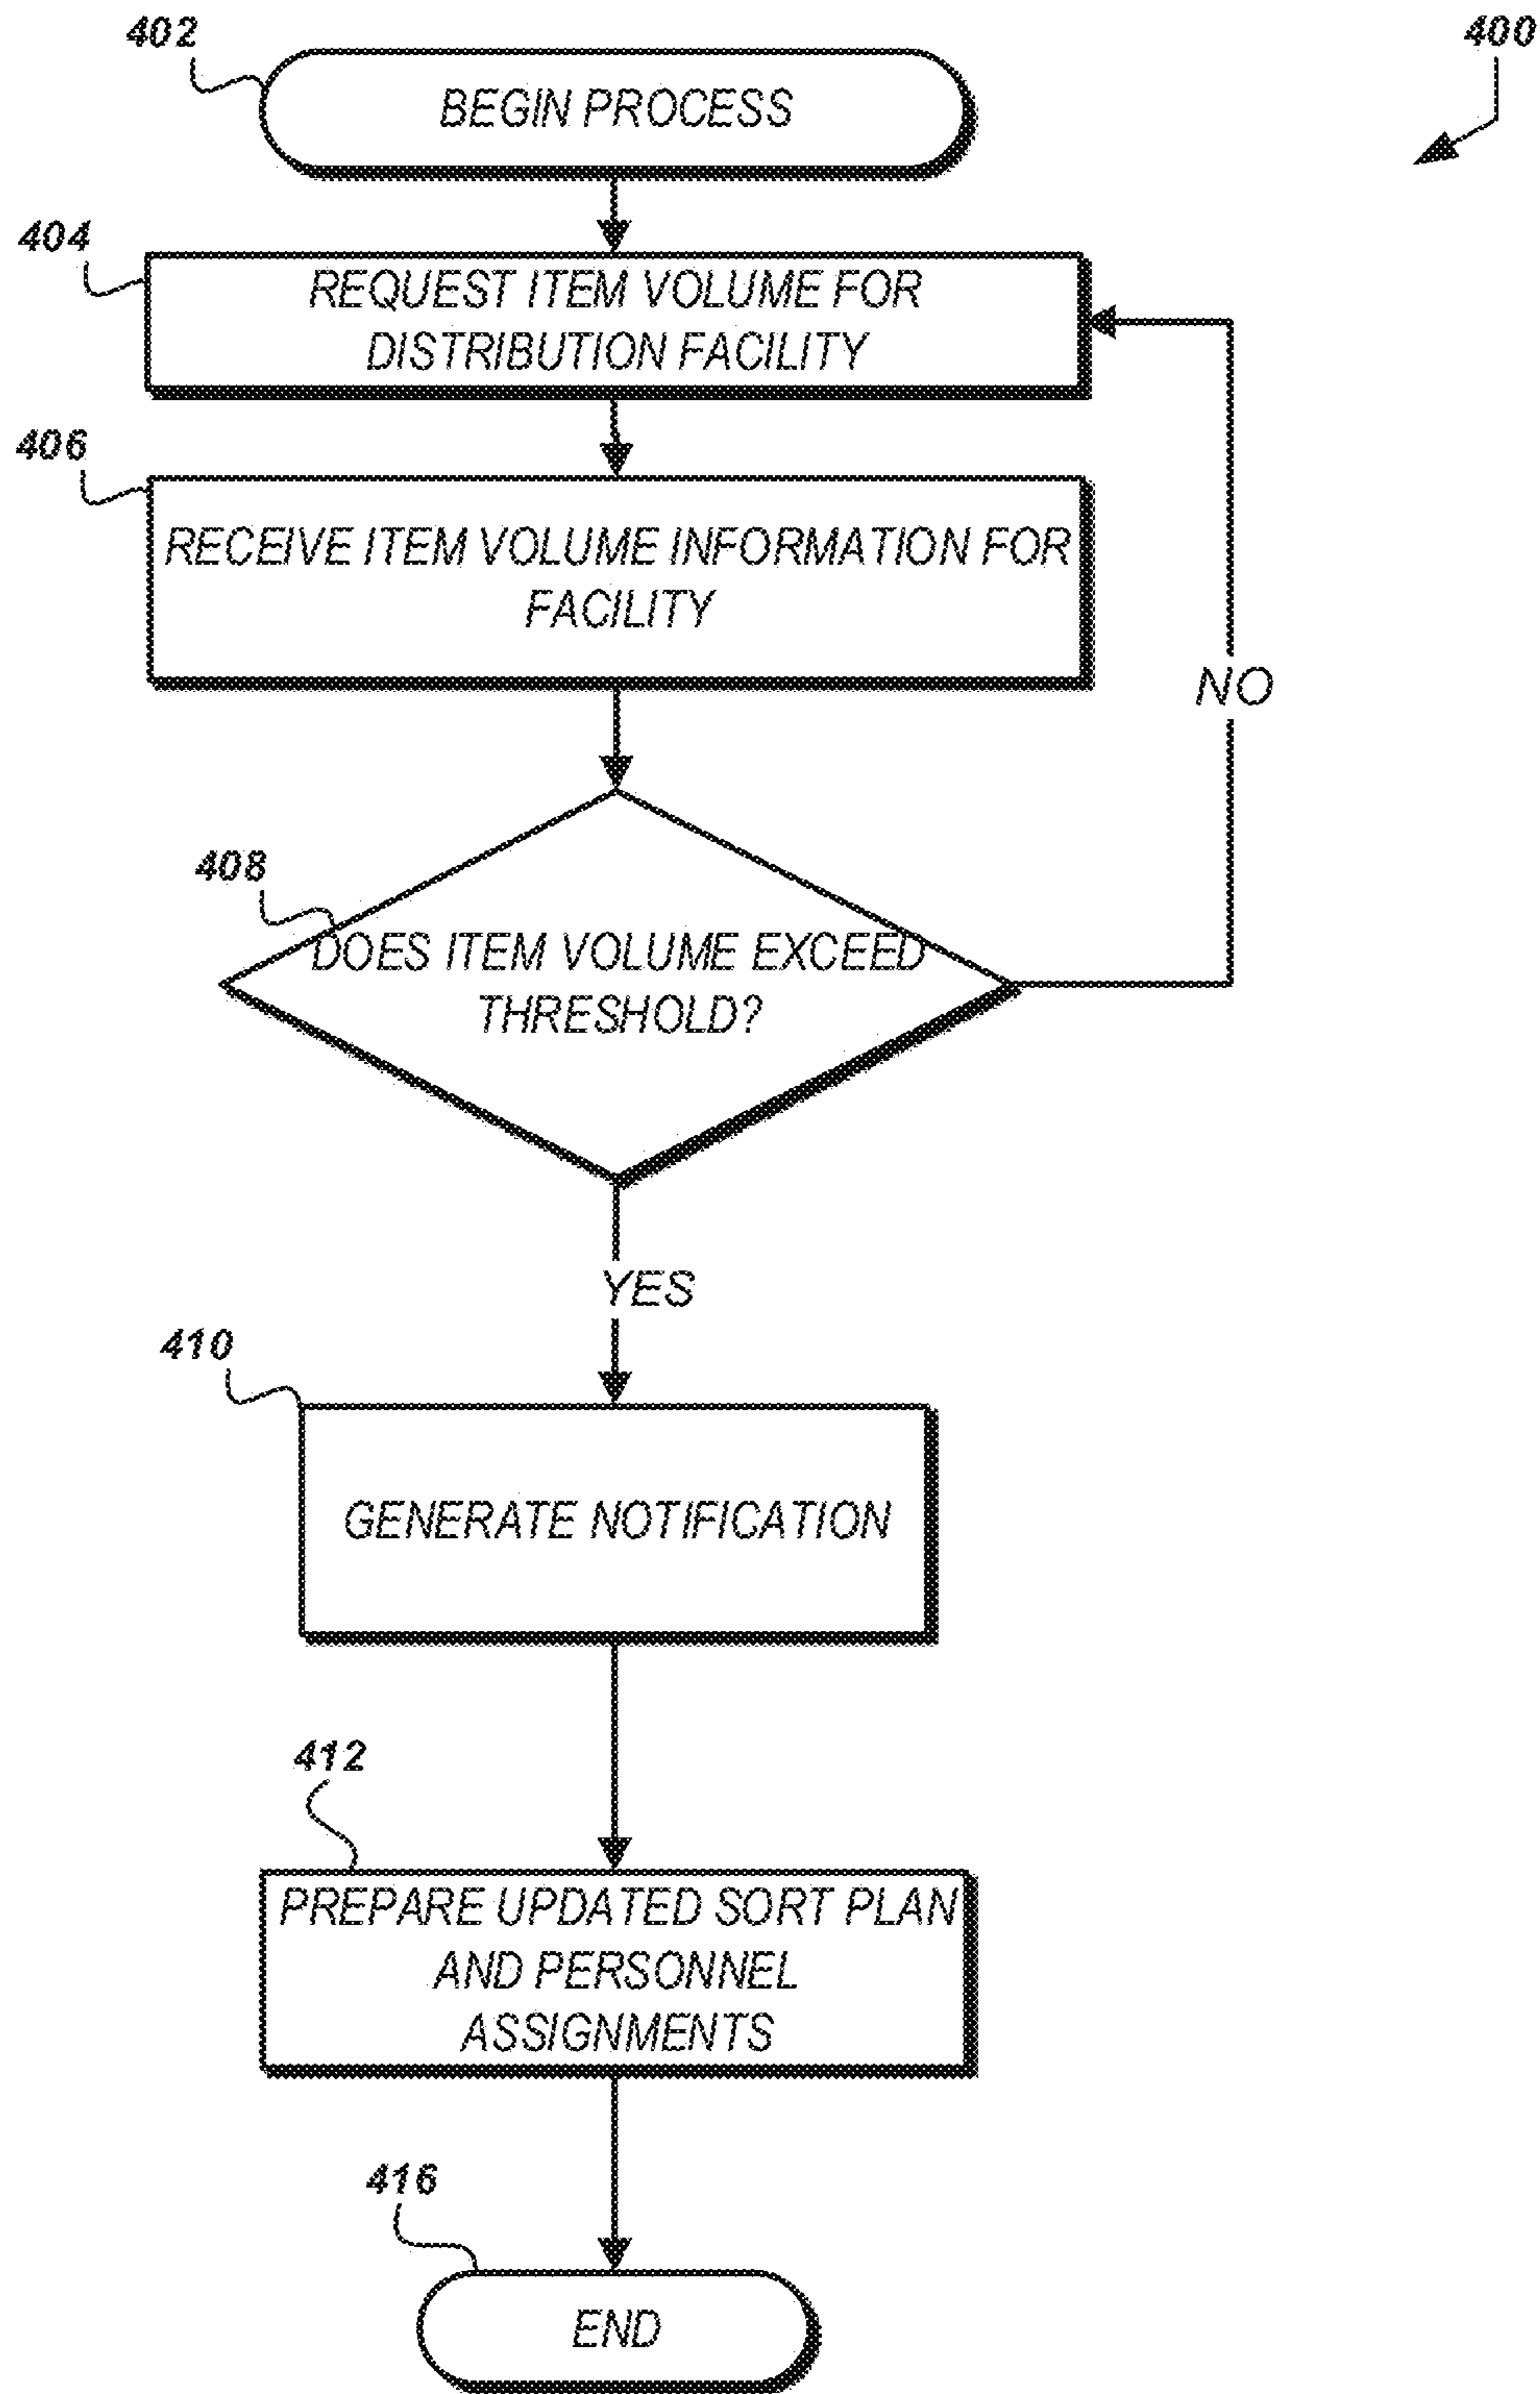 402
400
BEGIN PROCESS
404
REQUEST ITEM VOLUME FOR
DISTRIBUTION FACILITY
406
RECEIVE ITEM VOLUME INFORMATION FOR
FACILITY
NO
408
DOES ITEM VOLUME EXCEED
THRESHOLD?
YES
410
GENERATE NOTIFICATION
412
PREPARE UPDATED SORT PLAN
AND PERSONNEL
ASSIGNMENTS
416
END